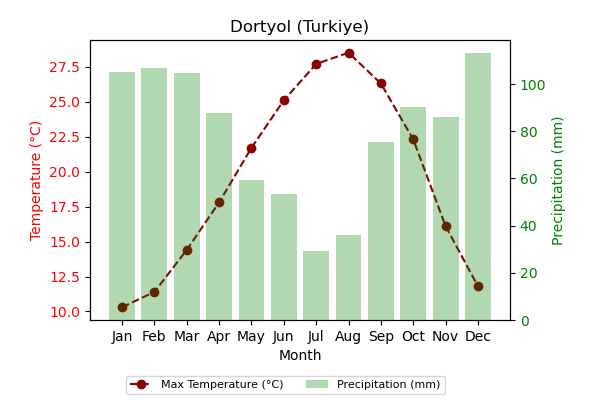 Dortyol (Turkiye)
Temperature (°C)
27.5
25.0
22.5
20.0
17.5
15.0
12.5
10.0
100
80
60
40
20
0
Precipitation (mm)
Jan Feb Mar Apr May Jun Jul Aug Sep Oct Nov Dec
Month
Max Temperature (°C) Precipitation (mm)